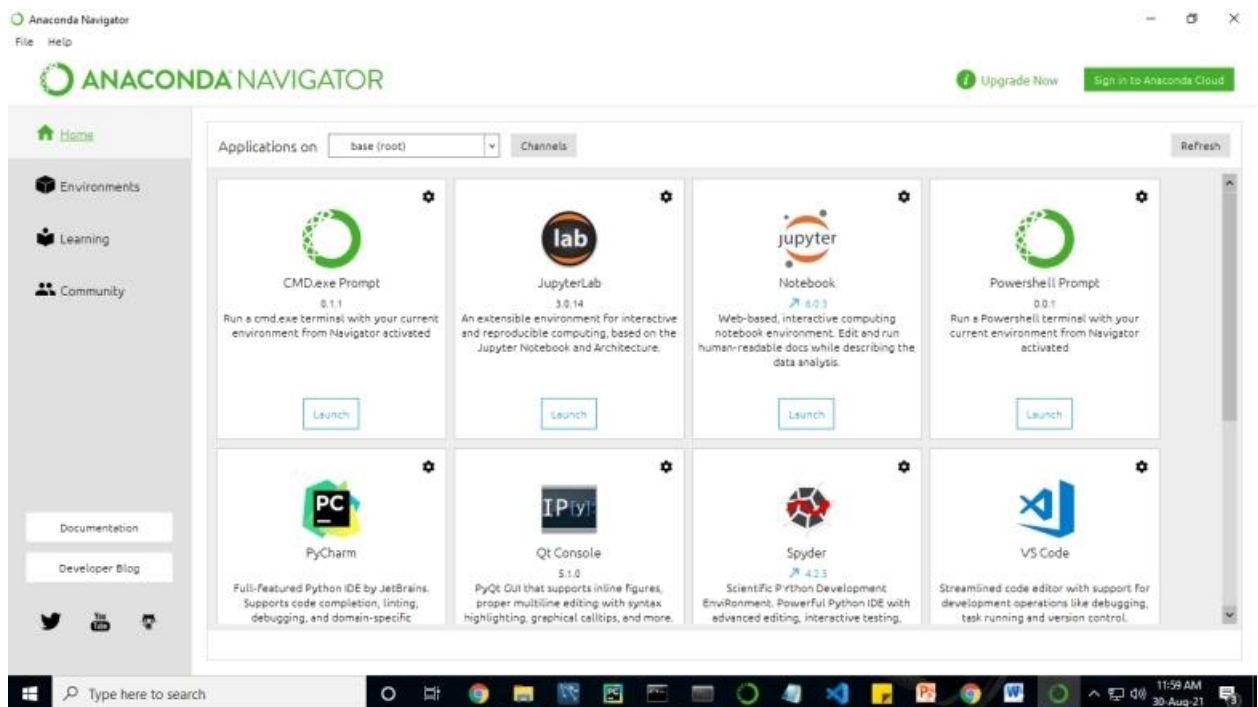 Anaconda Navigator
File Help
ANACONDA NAVIGATOR
Upgrade Now
Sign in to Anaconda Cloud
Home
Environments
Learning
Community
Documentation
Developer Blog
You
Tube
Applications on
base (root)
Channels
Refresh
CMD.exe Prompt
0.1.1
Run a cmd.exe terminal with your current
environment from Navigator activated
Launch
lab
JupyterLab
3.0.14
An extensible environment for interactive
and reproducible computing, based on the
Jupyter Notebook and Architecture.
Launch
jupyter
Notebook
6.0.3
Web-based, interactive computing
notebook environment. Edit and run
human-readable docs while describing the
data analysis.
Launch
Powershell Prompt
0.0.1
Run a Powershell terminal with your
current environment from Navigator
activated
Launch
PC
PyCharm
Full-featured Python IDE by JetBrains.
Supports code completion, linting,
debugging, and domain-specific
IP[y]:
Qt Console
5.1.0
PyQt GUI that supports inline figures,
proper multiline editing with syntax
highlighting, graphical calltips, and more.
Spyder
4.2.5
Scientific PYthon Development
EnviRonment. Powerful Python IDE with
advanced editing, interactive testing,
VS Code
Streamlined code editor with support for
development operations like debugging,
task running and version control.
Type here to search
11:59 AM
30-Aug-21